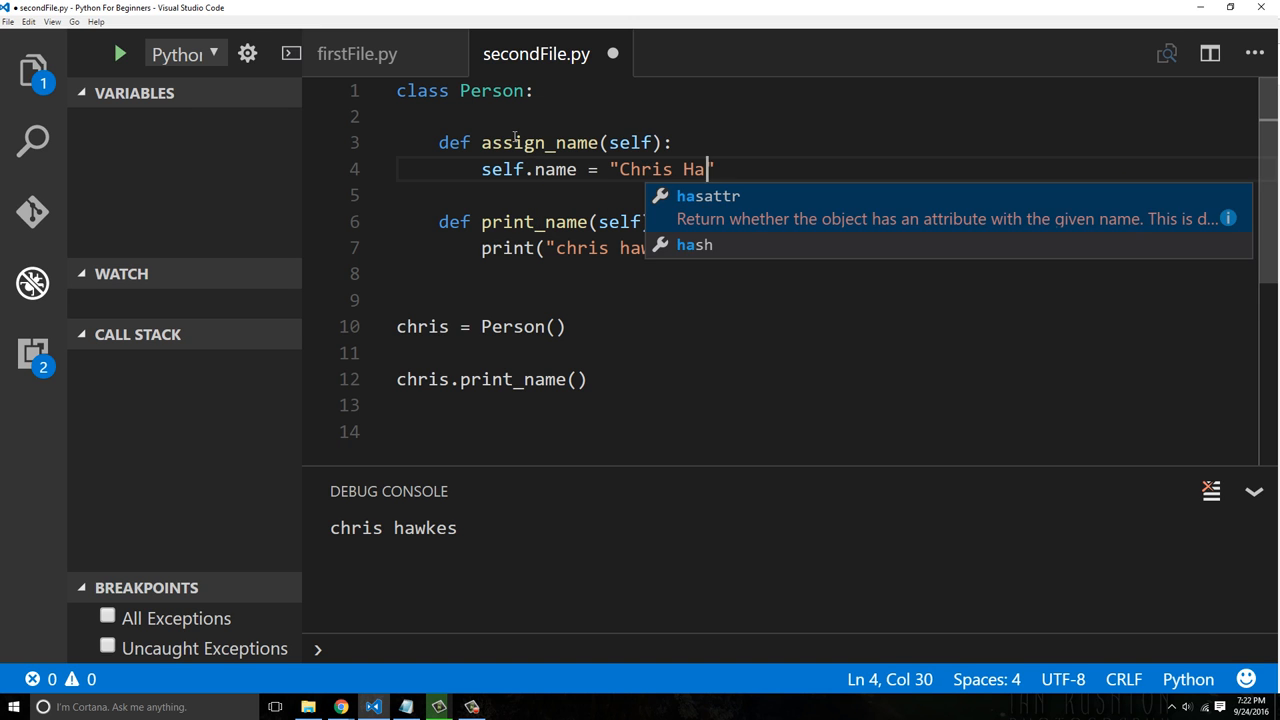 secondFile.py - Python For Beginners - Visual Studio Code
File Edit View Go Help
1
Pythor
firstFile.py
secondFile.py
VARIABLES
WATCH
CALL STACK
2
BREAKPOINTS
All Exceptions
Uncaught Exceptions
1 class Person:
2
3 def assign_name(self):
4 self.name = "Chris Ha"
hasattr
Return whether the object has an attribute with the given name. This is d...
hash
5
6 def print_name(self
7 print("chris haw
8
9
10 chris = Person()
11
12 chris.print_name()
13
14
DEBUG CONSOLE
chris hawkes
0 0
Ln 4, Col 30 Spaces: 4 UTF-8 CRLF Python
I'm Cortana. Ask me anything.
7:22 PM
9/24/2016